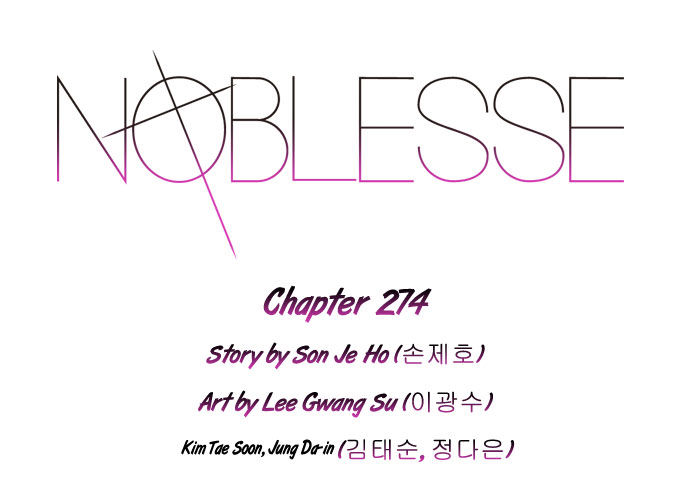 NOBLESSE
Chapter 274
Story by Son Je Ho (손제호)
Art by Lee Gwang Su (이광수)
Kim Tae Soon, Jung Da-in (김태순, 정다은)